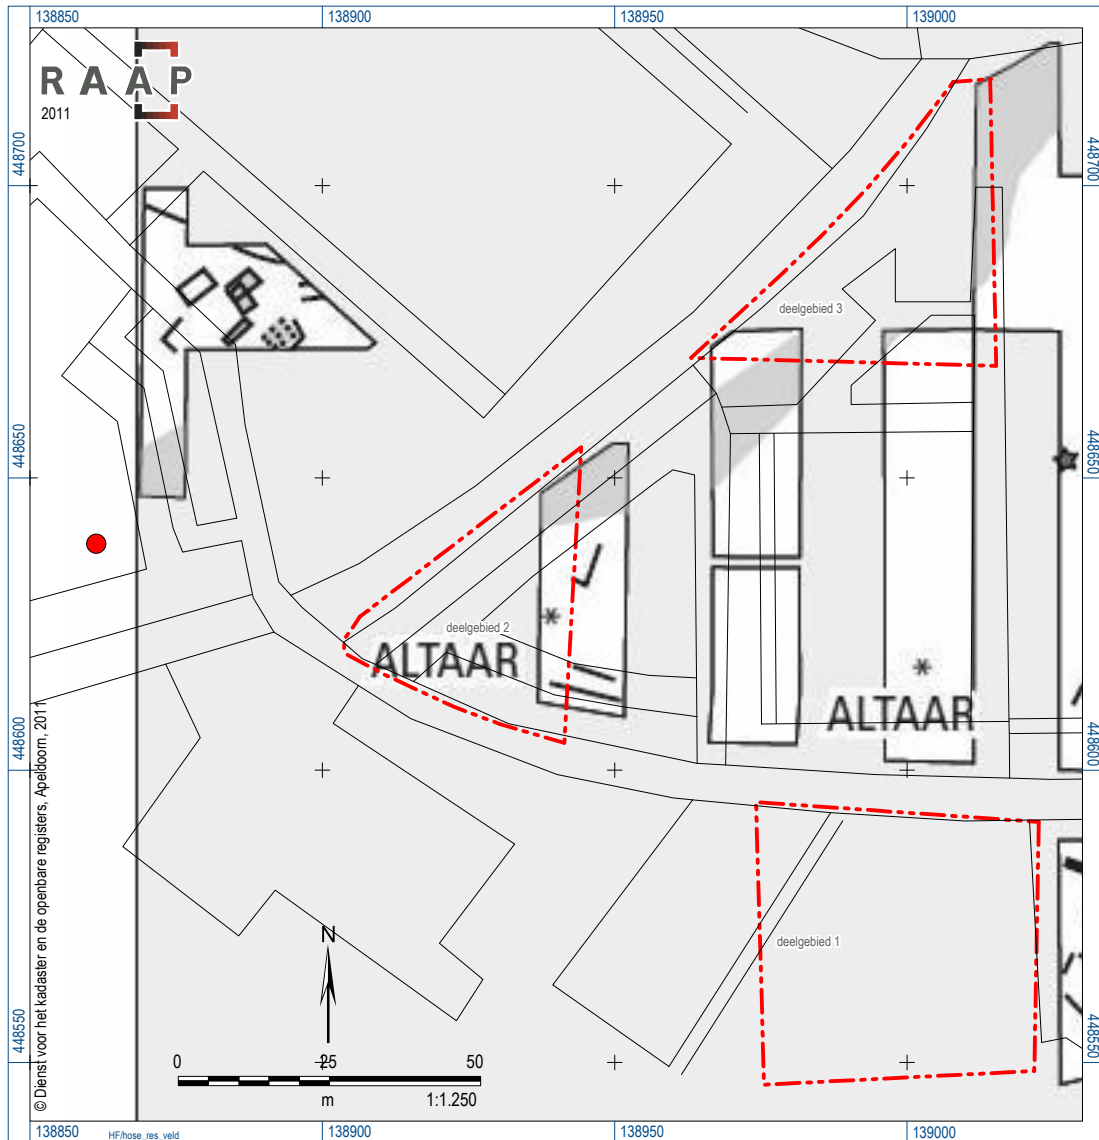 138850
138900
138950
139000
RAAP
2011
448700
448700
deelgebied 3
448650
448650
deelgebied 2
ALTAAR
ALTAAR
448600
448600
deelgebied 1
© Dienst voor het kadaster en de openbare registers, Apeldoorn, 2011
N
0 25 50
m 1:1.250
448550
448550
138850
138900
138950
139000
HF/hose_res_veld